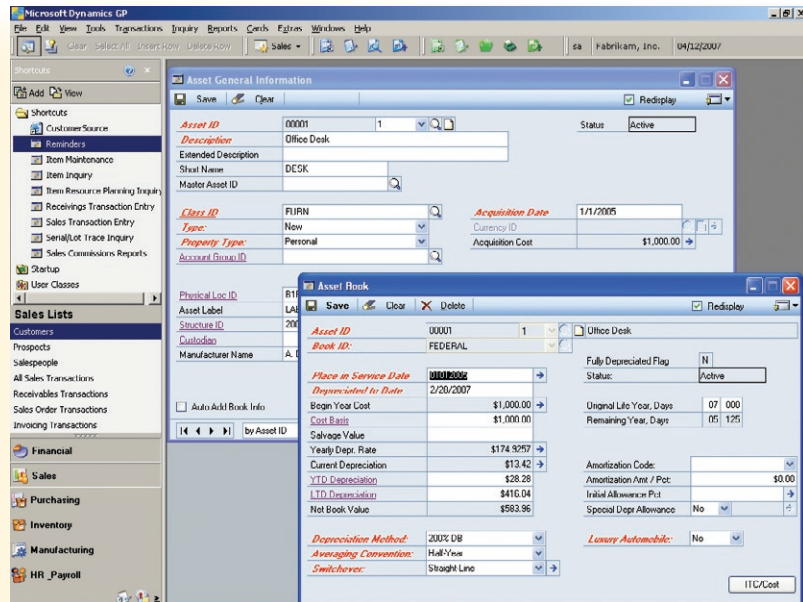 Microsoft Dynamics GP
File Edit View Tools Transactions Inquiry Reports Cards Extras Windows Help
Clear Select All Insert Row Delete Row Sales sa Fabrikam, Inc. 04/12/2007
Shortcuts
Add View
Shortcuts
CustomerSource
Reminders
Item Maintenance
Item Inquiry
Item Resource Planning Inquiry
Receivings Transaction Entry
Sales Transaction Entry
Serial/Lot Trace Inquiry
Sales Commissions Reports
Startup
User Classes
Sales Lists
Customers
Prospects
Salespeople
All Sales Transactions
Receivables Transactions
Sales Order Transactions
Invoicing Transactions
Financial
Sales
Purchasing
Inventory
Manufacturing
HR_Payroll
Asset General Information
Save Clear Redisplay
Asset ID 00001 1 Status Active
Description Office Desk
Extended Description
Short Name DESK
Master Asset ID
Class ID FURN Acquisition Date 1/1/2005
Type: New Currency ID
Property Type: Personal Acquisition Cost $1,000.00
Account Group ID
Physical Loc ID
Asset Label
Structure ID
Custodian
Manufacturer Name
Auto Add Book Info
by Asset ID
Asset Book
Save Clear Delete Redisplay
Asset ID 00001 1 Office Desk
Book ID: FEDERAL
Fully Depreciated Flag N
Place in Service Date 01012005 Status: Active
Depreciated to Date 2/20/2007
Begin Year Cost $1,000.00 Original Life Year, Days 07 000
Cost Basis $1,000.00 Remaining Year, Days 05 125
Salvage Value
Yearly Depr. Rate $174.9257
Current Depreciation $13.42 Amortization Code:
YTD Depreciation $28.28 Amortization Amt / Pct: $0.00
LTD Depreciation $416.04 Initial Allowance Pct
Net Book Value $583.96 Special Depr Allowance No
Depreciation Method: 200% DB Luxury Automobile: No
Averaging Convention: Half-Year
Switchover: Straight-Line
ITC/Cost